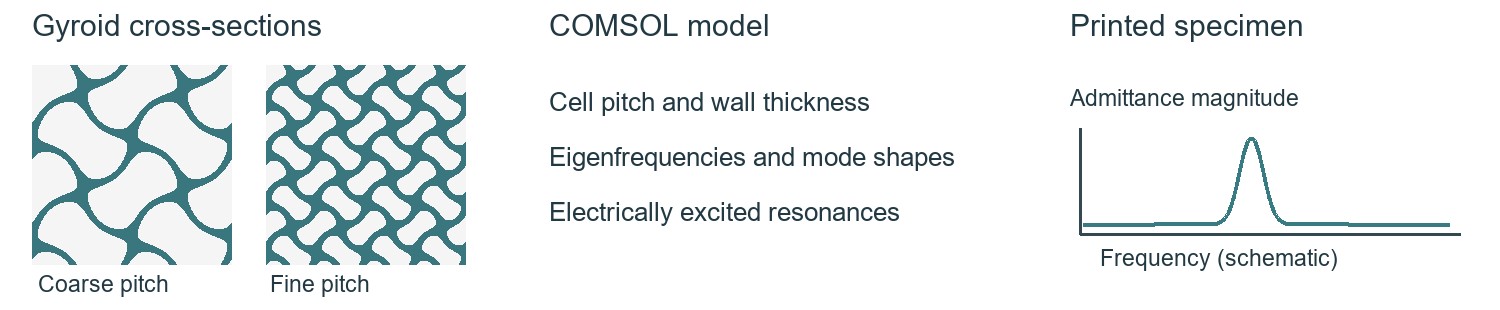 Gyroid cross-sections
Coarse pitch
Fine pitch
COMSOL model
Cell pitch and wall thickness
Eigenfrequencies and mode shapes
Electrically excited resonances
Printed specimen
Admittance magnitude
Frequency (schematic)